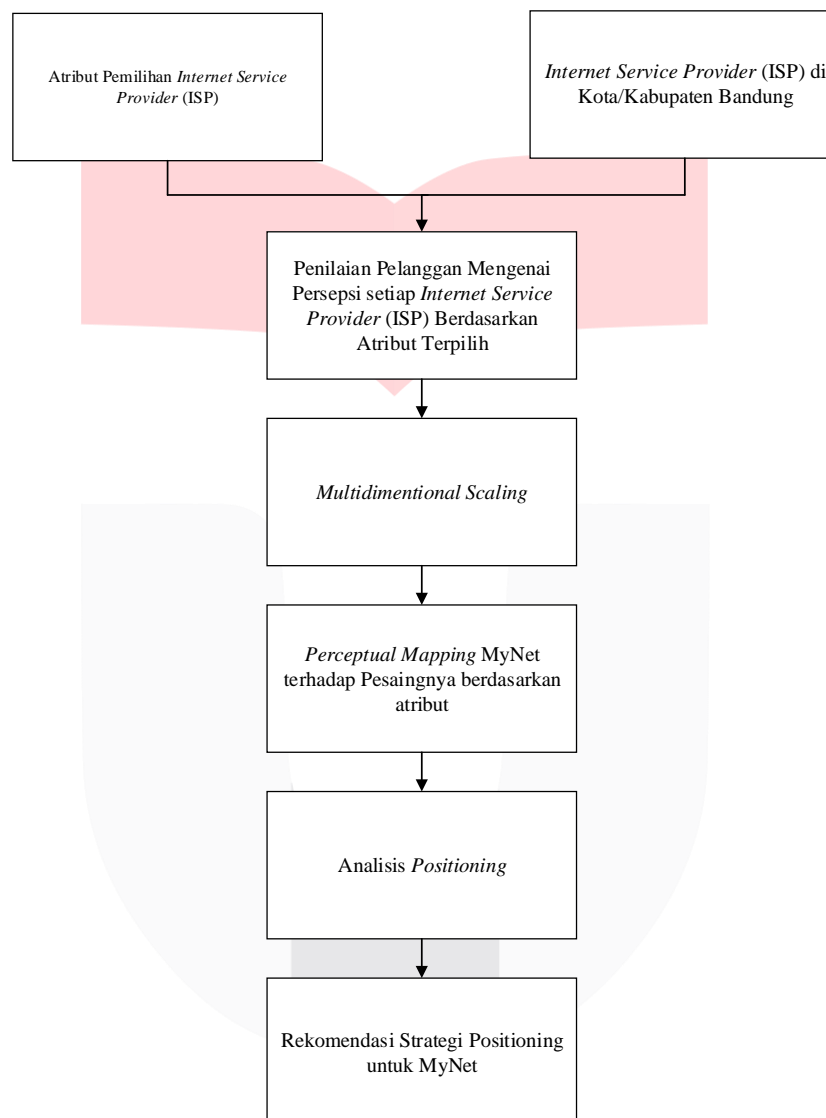 Atribut Pemilihan Internet Service
Provider (ISP)
Internet Service Provider (ISP) di
Kota/Kabupaten Bandung
Penilaian Pelanggan Mengenai
Persepsi setiap Internet Service
Provider (ISP) Berdasarkan
Atribut Terpilih
Multidimentional Scaling
Perceptual Mapping MyNet
terhadap Pesaingnya berdasarkan
atribut
Analisis Positioning
Rekomendasi Strategi Positioning
untuk MyNet